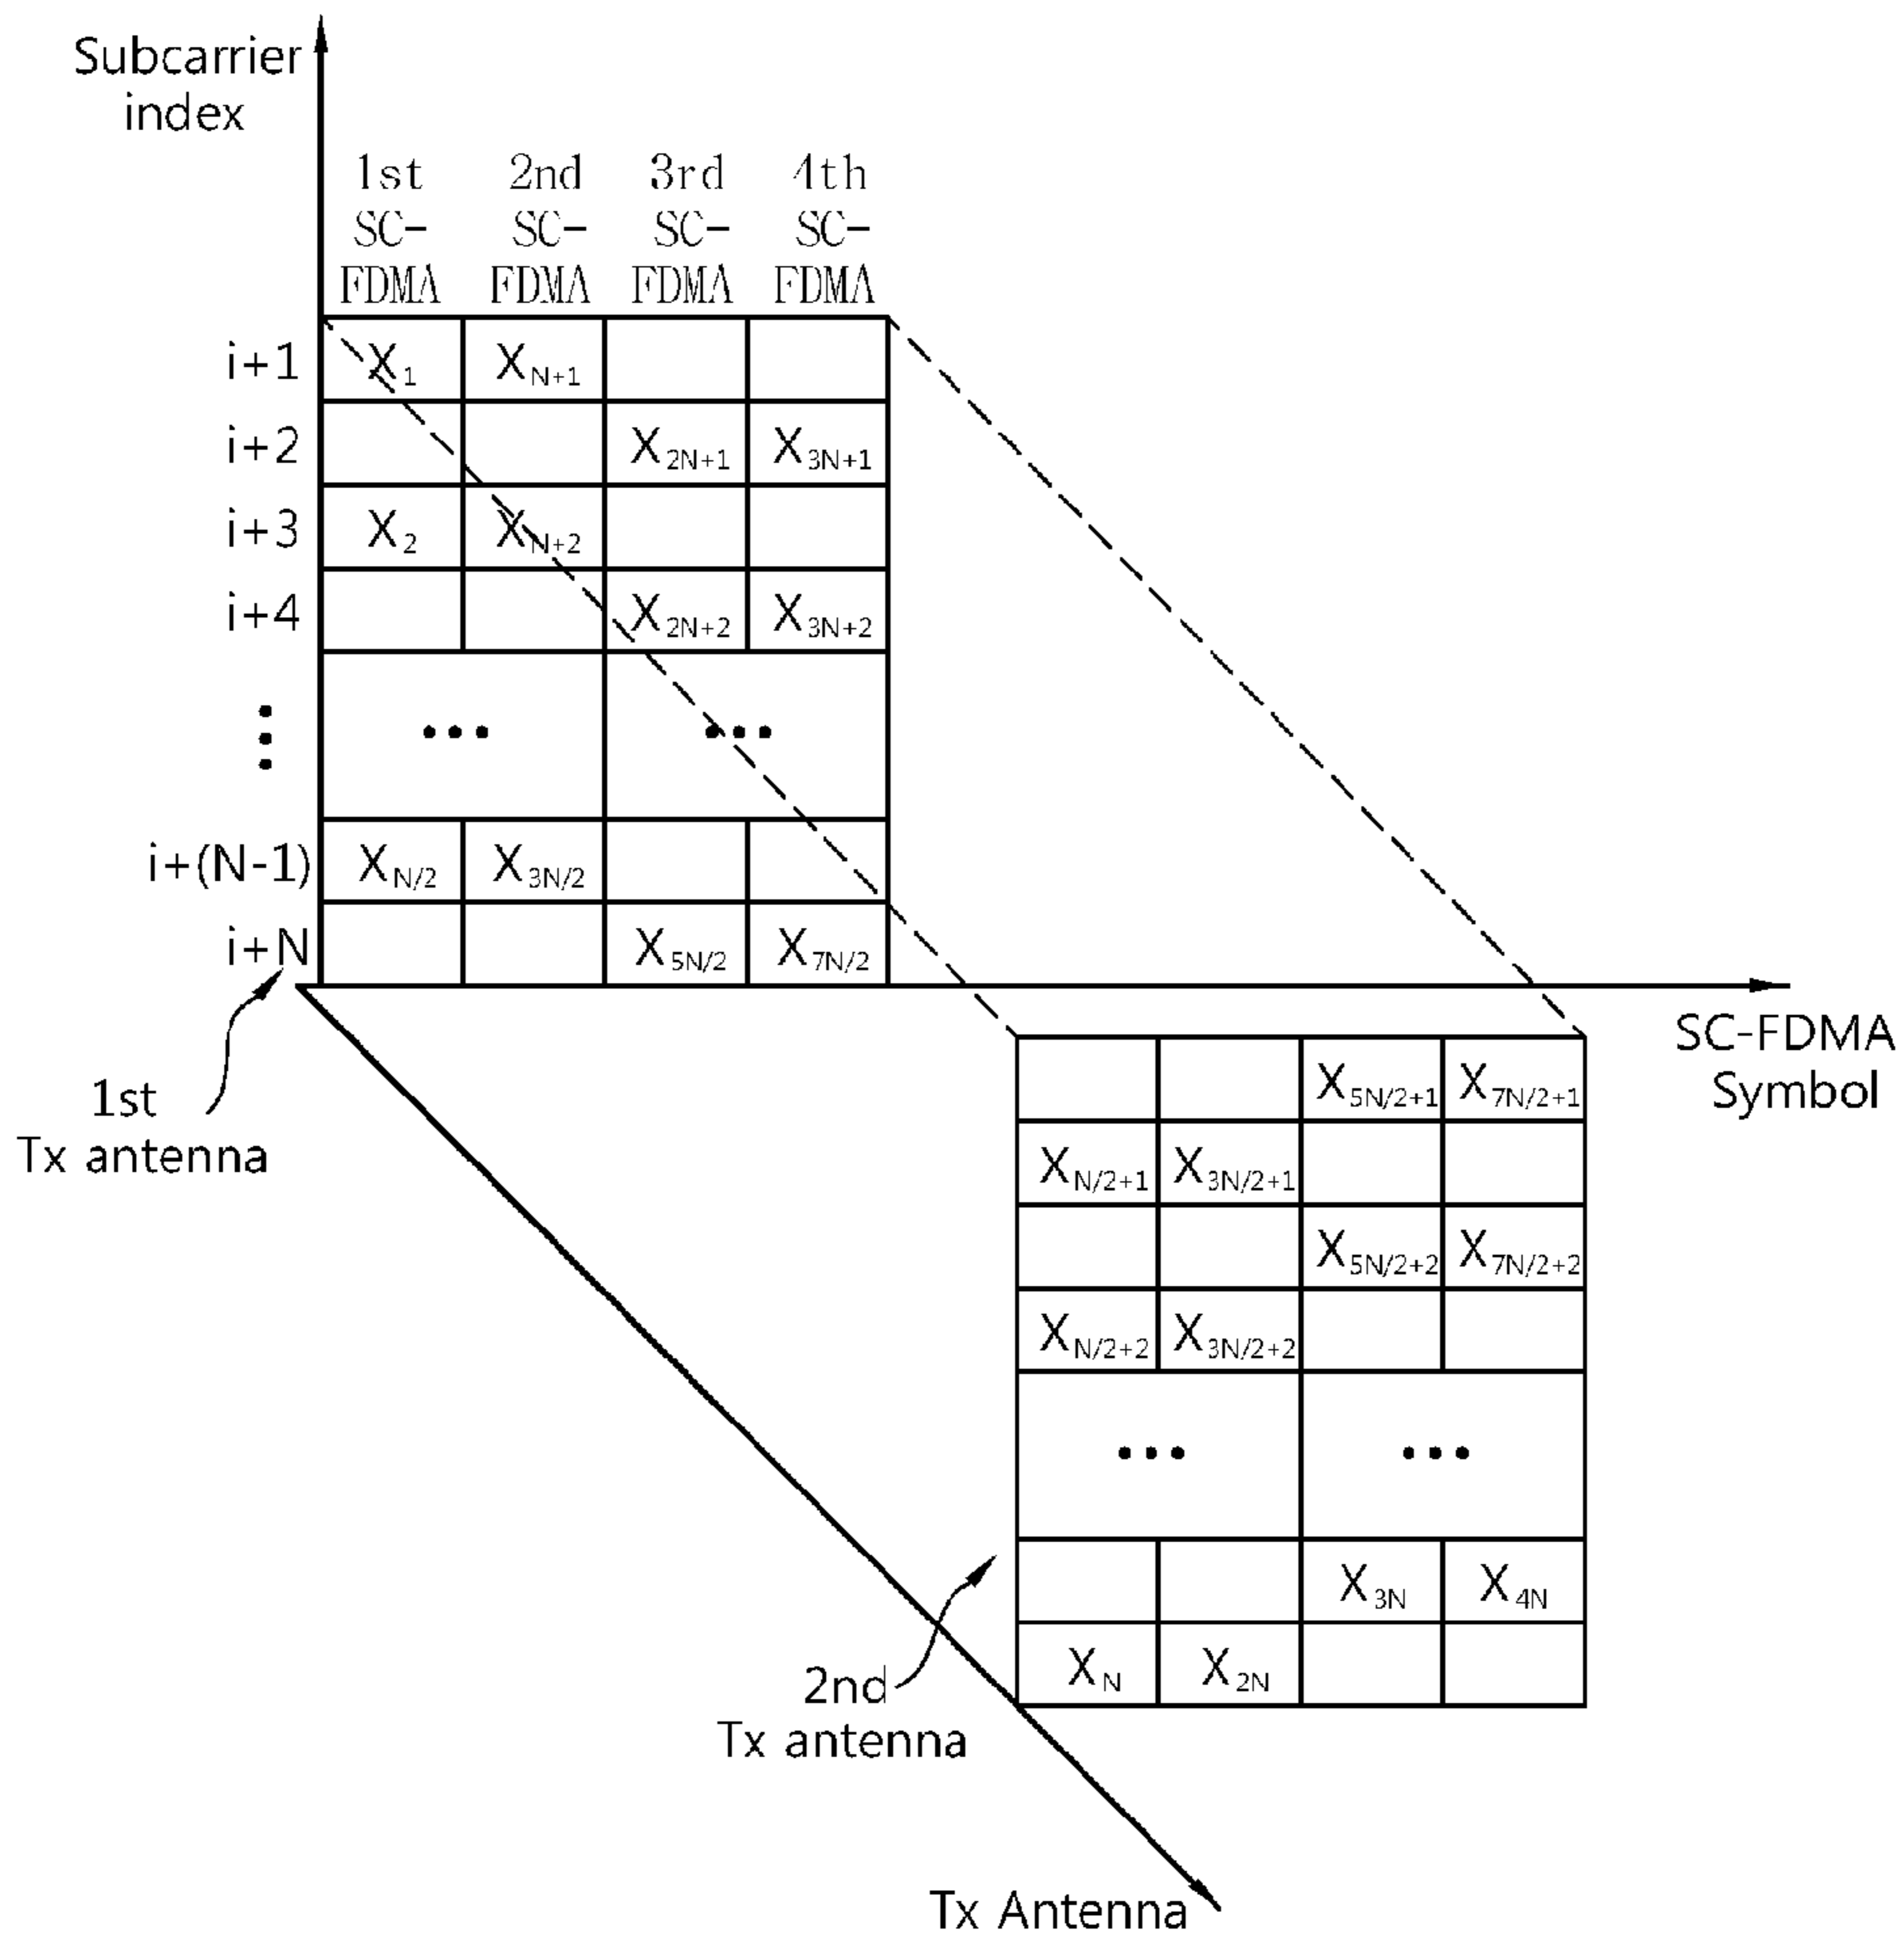 Subcarrier
index
1st 2nd 3rd 4th
SC- SC- SC- SC-
FDMA FDMA FDMA FDMA
i+1 X1 XN+1
i+2 X2N+1 X3N+1
i+3 X2 XN+2
i+4 X2N+2 X3N+2
⋮ ••• •••
i+(N-1) XN/2 X3N/2
i+N X5N/2 X7N/2
SC-FDMA
Symbol
1st
Tx antenna
X5N/2+1 X7N/2+1
XN/2+1 X3N/2+1
X5N/2+2 X7N/2+2
XN/2+2 X3N/2+2
••• •••
X3N X4N
XN X2N
2nd
Tx antenna
Tx Antenna